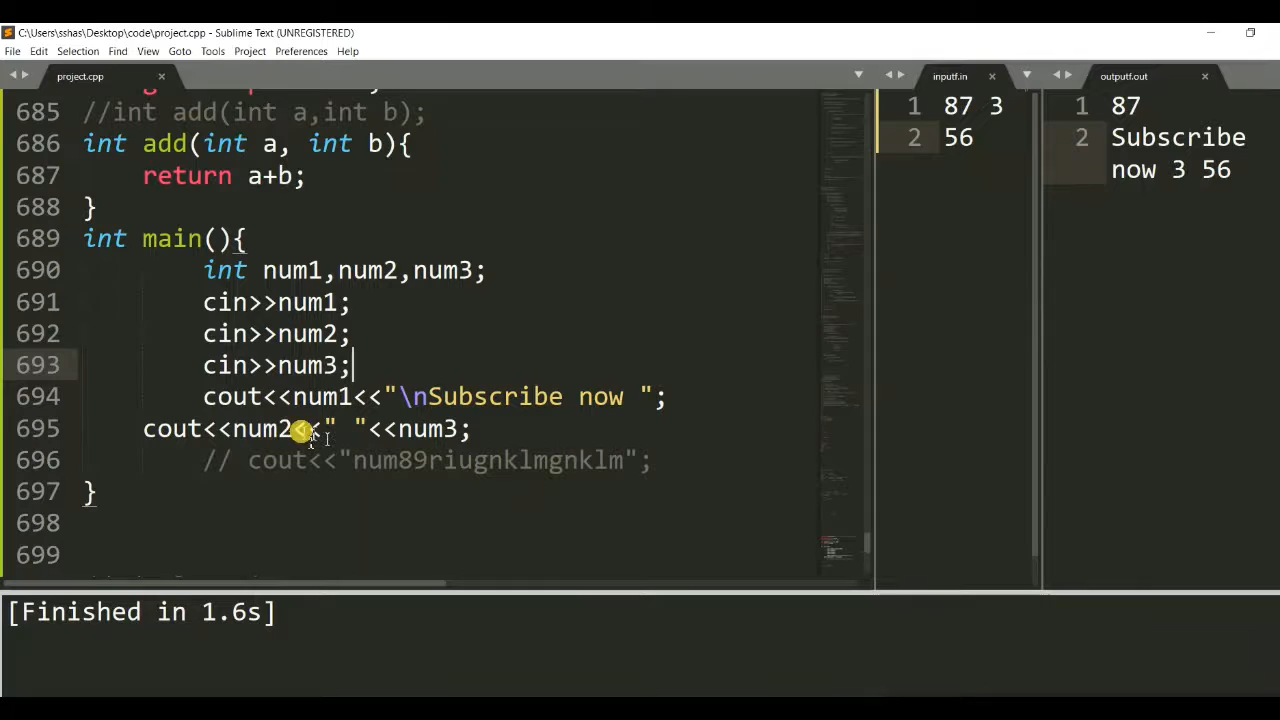 C:\Users\sshas\Desktop\code\project.cpp - Sublime Text (UNREGISTERED)
File Edit Selection Find View Goto Tools Project Preferences Help
project.cpp
685 //int add(int a,int b);
686 int add(int a, int b){
687 return a+b;
688 }
689 int main(){
690 int num1,num2,num3;
691 cin>>num1;
692 cin>>num2;
693 cin>>num3;
694 cout<<num1<<"\nSubscribe now ";
695 cout<<num2<<" "<<num3;
696 // cout<<"num89riugnklmgnklm";
697 }
698
699
inputf.in
1 87 3
2 56
outputf.out
1 87
2 Subscribe
now 3 56
[Finished in 1.6s]